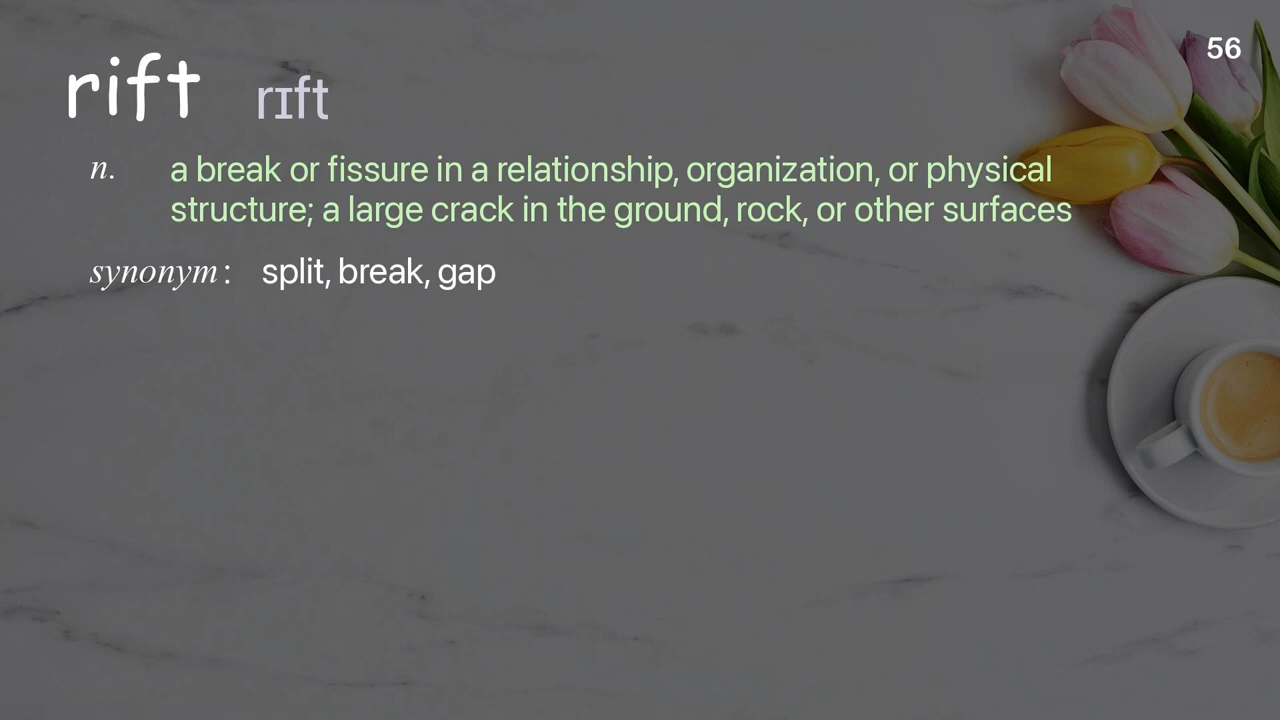 56
rift rɪft
n. a break or fissure in a relationship, organization, or physical
structure; a large crack in the ground, rock, or other surfaces
synonym: split, break, gap